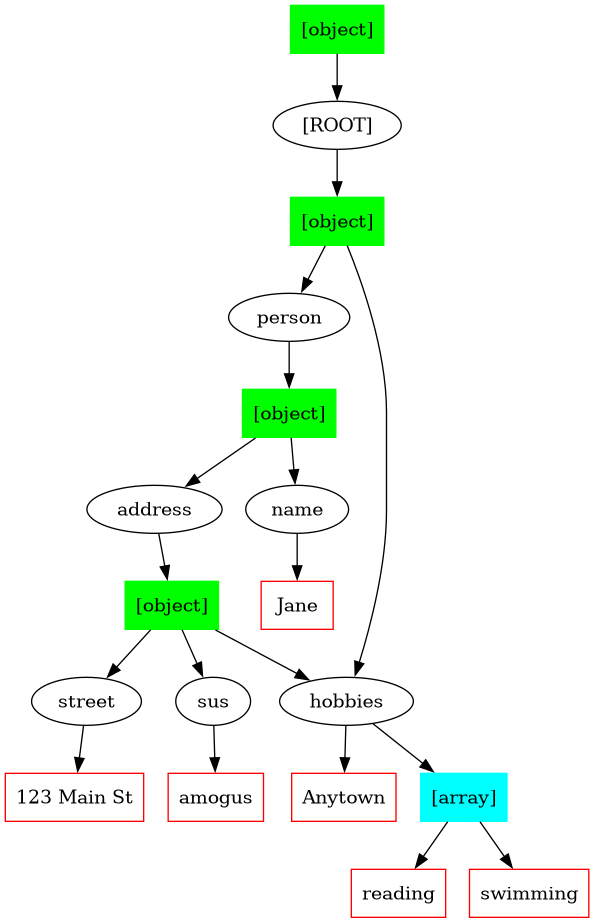 [object]
[ROOT]
[object]
person
[object]
address
name
[object]
Jane
street
sus
hobbies
123 Main St
amogus
Anytown
[array]
reading
swimming